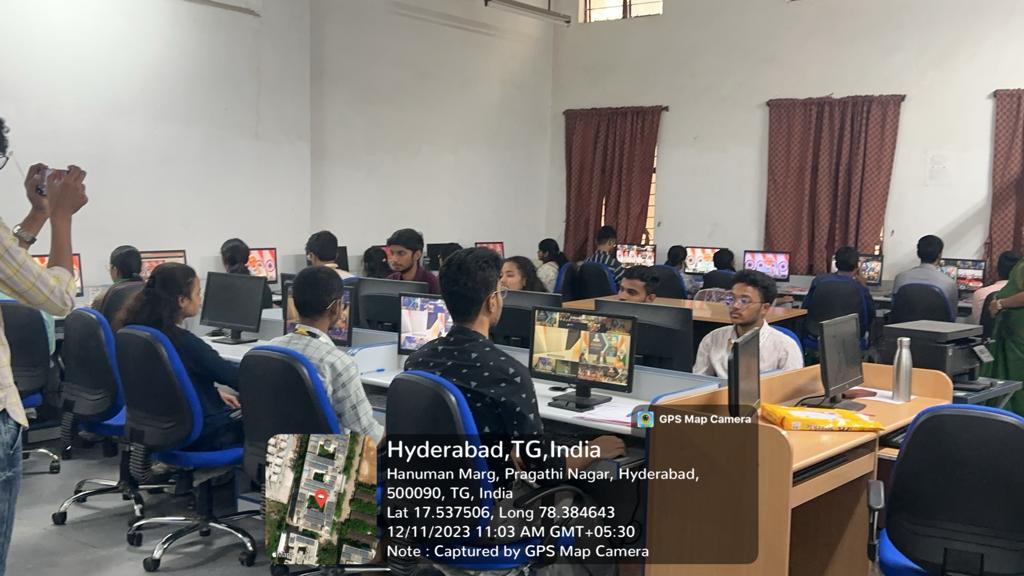 GPS Map Camera
Hyderabad,TG,India
Hanuman Marg, Pragathi Nagar, Hyderabad,
500090, TG, India
Lat 17.537506, Long 78.384643
12/11/2023 11:03 AM GMT+05:30
Note : Captured by GPS Map Camera